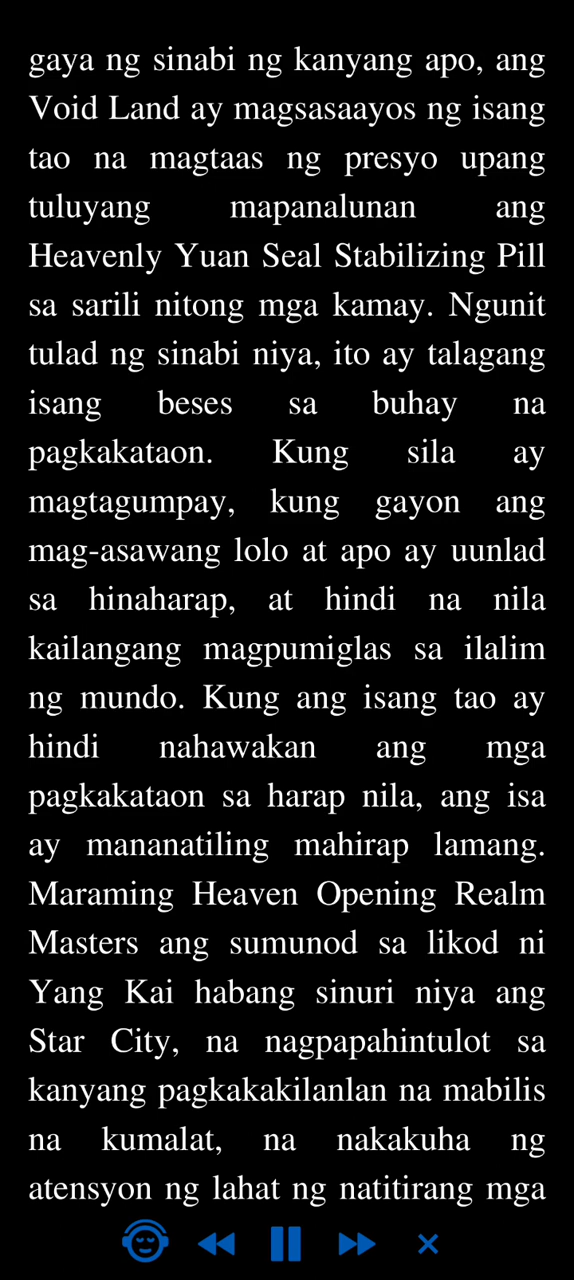 gaya ng sinabi ng kanyang apo, ang
Void Land ay magsasaayos ng isang
tao na magtaas ng presyo upang
tuluyang mapanalunan ang
Heavenly Yuan Seal Stabilizing Pill
sa sarili nitong mga kamay. Ngunit
tulad ng sinabi niya, ito ay talagang
isang beses sa buhay na
pagkakataon. Kung sila ay
magtagumpay, kung gayon ang
mag-asawang lolo at apo ay uunlad
sa hinaharap, at hindi na nila
kailangang magpumiglas sa ilalim
ng mundo. Kung ang isang tao ay
hindi nahawakan ang mga
pagkakataon sa harap nila, ang isa
ay mananatiling mahirap lamang.
Maraming Heaven Opening Realm
Masters ang sumunod sa likod ni
Yang Kai habang sinuri niya ang
Star City, na nagpapahintulot sa
kanyang pagkakakilanlan na mabilis
na kumalat, na nakakuha ng
atensyon ng lahat ng natitirang mga